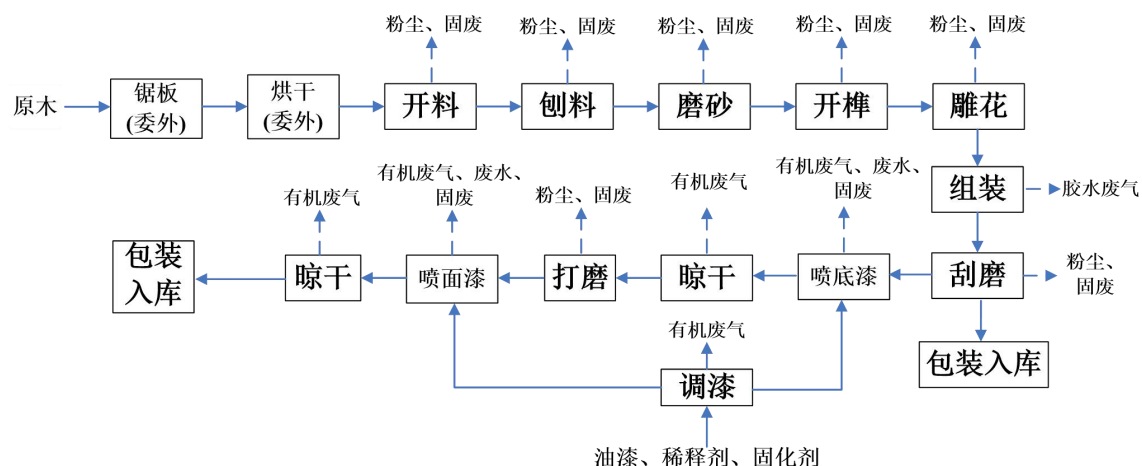 粉尘、固废
粉尘、固废
粉尘、固废
粉尘、固废
粉尘、固废
原木
锯板
(委外)
烘干
(委外)
开料
刨料
磨砂
开榫
雕花
组装
胶水废气
刮磨
粉尘、
固废
包装入库
有机废气、废水、
固废
喷底漆
有机废气
晾干
粉尘、固废
打磨
有机废气、废水、
固废
喷面漆
有机废气
晾干
包装
入库
有机废气
调漆
油漆、稀释剂、固化剂